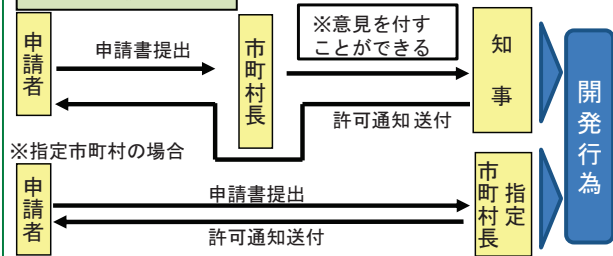 申請者
申請書提出
市町村長
※意見を付す
ことができる
知事
許可通知送付
開発行為
※指定市町村の場合
申請者
申請書提出
指定
市町村長
許可通知送付